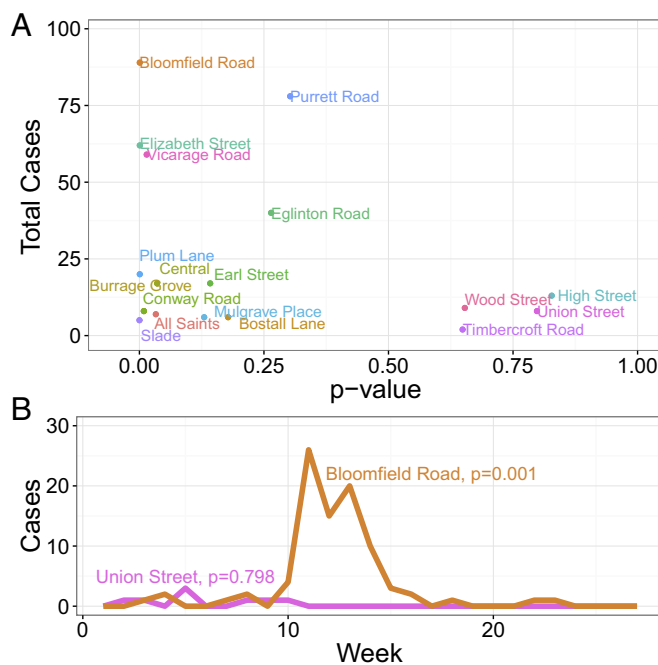 A
100
75
50
25
0
Total Cases
Bloomfield Road
Purrett Road
Elizabeth Street
Vicarage Road
Eglinton Road
Plum Lane
Central
Earl Street
Burrage Grove
Conway Road
Mulgrave Place
All Saints
Bostall Lane
Slade
Wood Street
High Street
Union Street
Timbercroft Road
0.00 0.25 0.50 0.75 1.00
p-value
B
30
20
10
0
Cases
Bloomfield Road, p=0.001
Union Street, p=0.798
0 10 20
Week